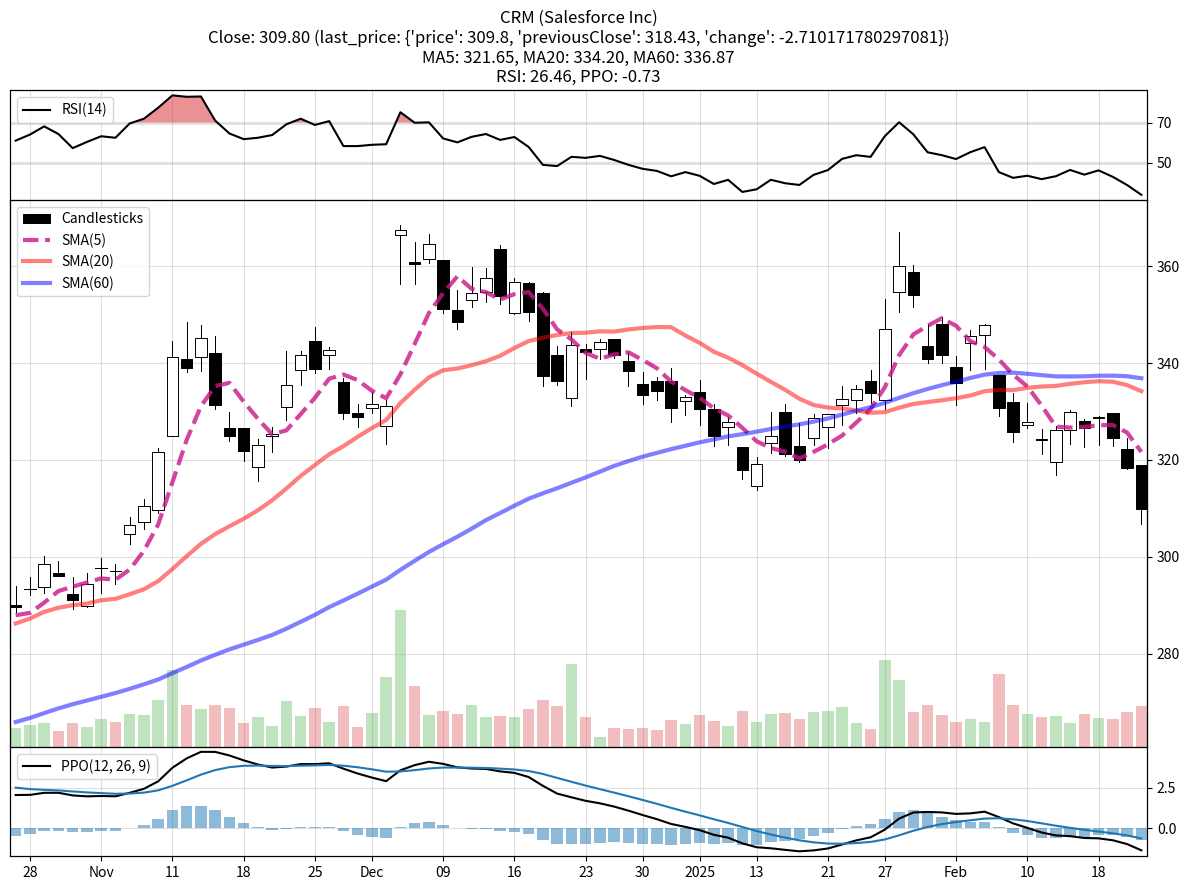 CRM (Salesforce Inc)
Close: 309.80 (last_price: {'price': 309.8, 'previousClose': 318.43, 'change': -2.710171780297081})
MA5: 321.65, MA20: 334.20, MA60: 336.87
RSI: 26.46, PPO: -0.73
RSI(14)
70
50
Candlesticks
SMA(5)
SMA(20)
SMA(60)
360
340
320
300
280
PPO(12, 26, 9)
2.5
0.0
28 Nov 11 18 25 Dec 09 16 23 30 2025 13 21 27 Feb 10 18